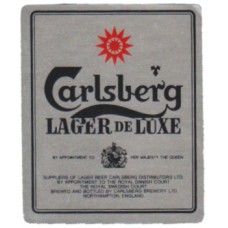 Carlsberg
LAGER DE LUXE
BY APPOINTMENT TO HER MAJESTY THE QUEEN
SUPPLIERS OF LAGER BEER CARLSBERG DISTRIBUTORS LTD.
BY APPOINTMENT TO THE ROYAL DANISH COURT
THE ROYAL SWEDISH COURT
BREWED AND BOTTLED BY CARLSBERG BREWERY LTD.
NORTHAMPTON, ENGLAND